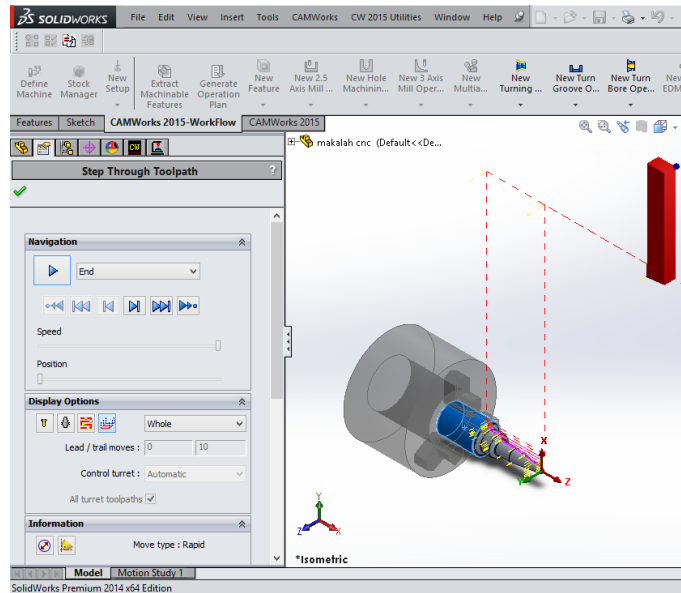 SOLIDWORKS File Edit View Insert Tools CAMWorks CW 2015 Utilities Window Help
Define Machine
Stock Manager
New Setup
Extract Machinable Features
Generate Operation Plan
New Feature
New 2.5 Axis Mill ...
New Hole Machinin...
New 3 Axis Mill Oper...
New Multia...
New Turning ...
New Turn Groove O...
New Turn Bore Ope...
New EDM
Features Sketch CAMWorks 2015-WorkFlow CAMWorks 2015
makalah cnc (Default<<De...
Step Through Toolpath ?
Navigation
End
Speed
Position
Display Options
Whole
Lead / trail moves : 0 10
Control turret : Automatic
All turret toolpaths
Information
Move type : Rapid
X
Y
Z
Y
Z
X
*Isometric
Model Motion Study 1
SolidWorks Premium 2014 x64 Edition